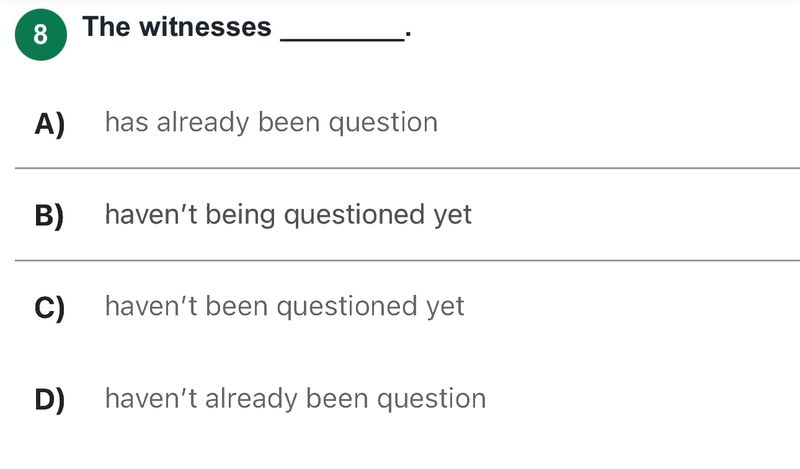 8 The witnesses ________.
A) has already been question
B) haven’t being questioned yet
C) haven’t been questioned yet
D) haven’t already been question